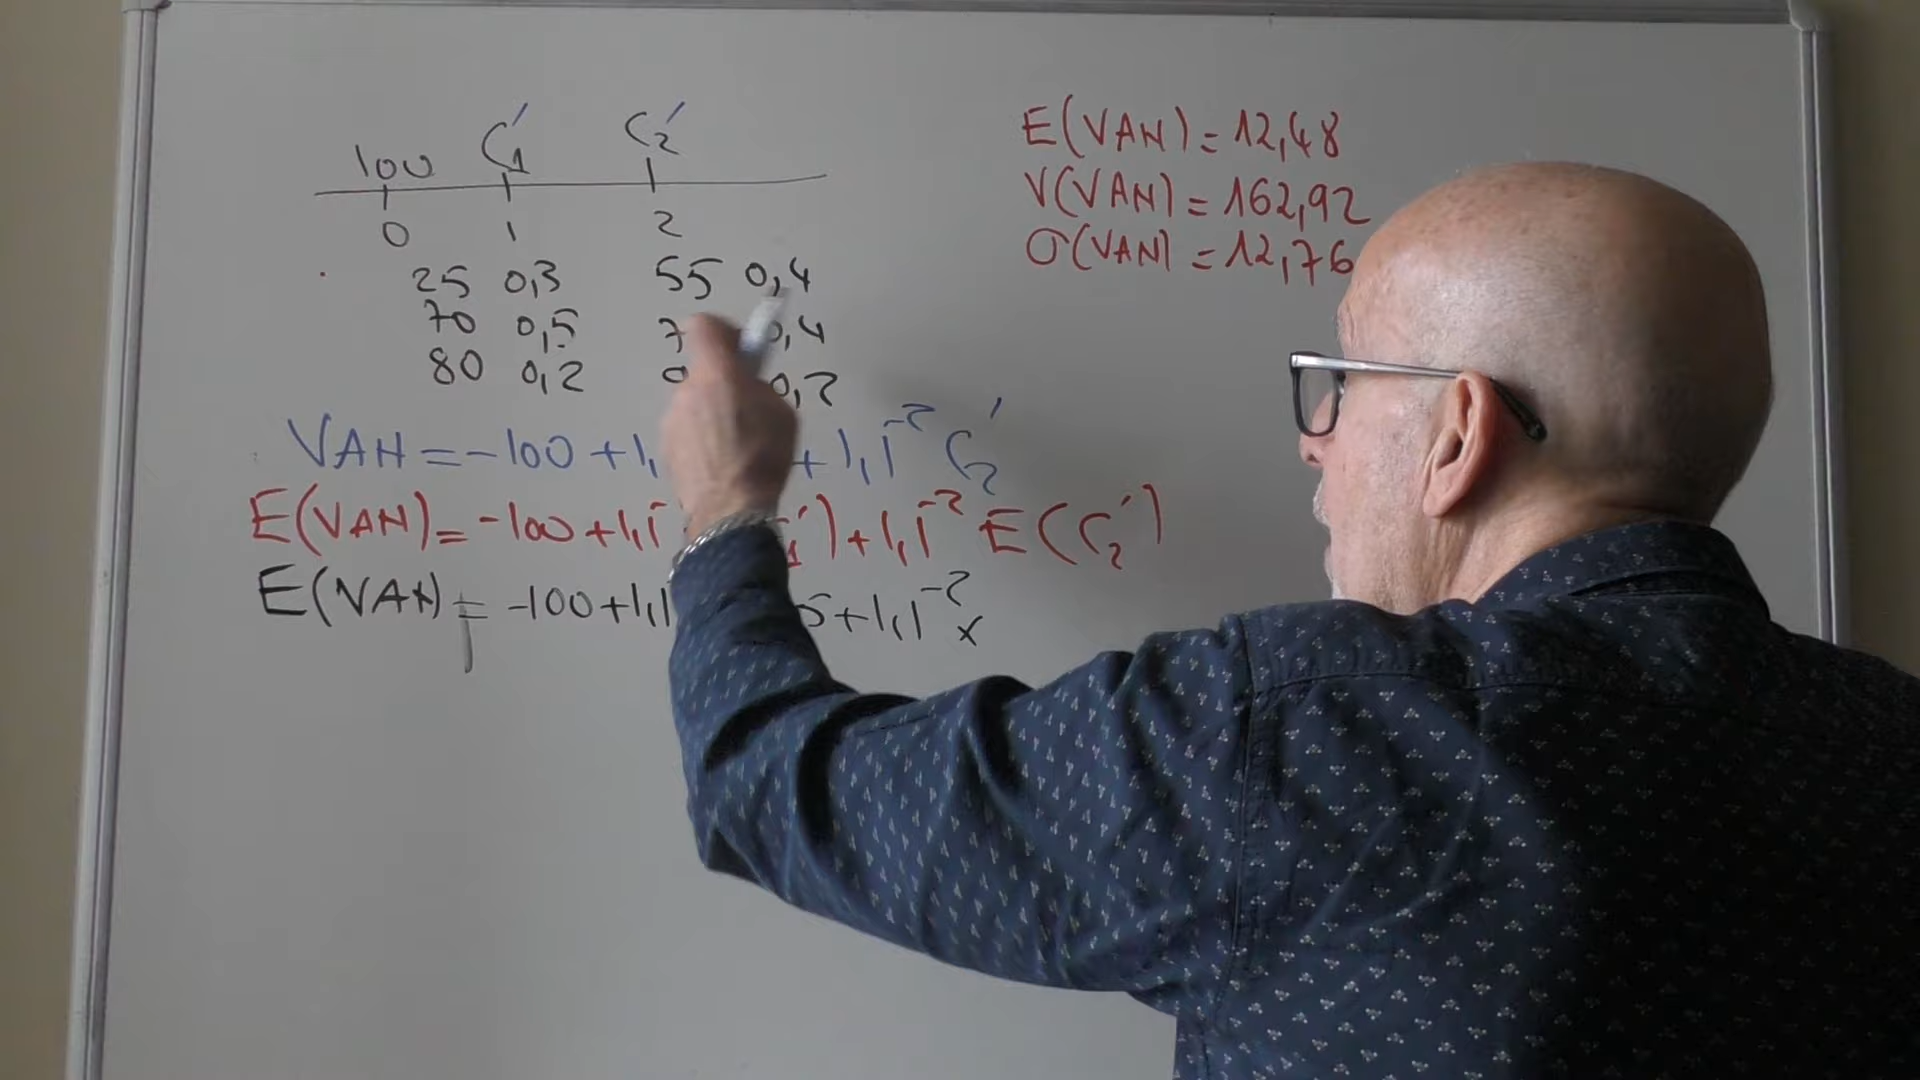 100 C₁' C₂'
0 1 2
25 0,3 55 0,4
70 0,5 7 0,4
80 0,2 0,2
VAN = -100 + 1, + 1,1⁻² C₂'
E(VAN) = -100 + 1,1⁻ ₁') + 1,1⁻² E(C₂')
E(VAN) = -100 + 1,1 5 + 1,1⁻² x
E(VAN) = 12,48
V(VAN) = 162,92
σ(VAN) = 12,76